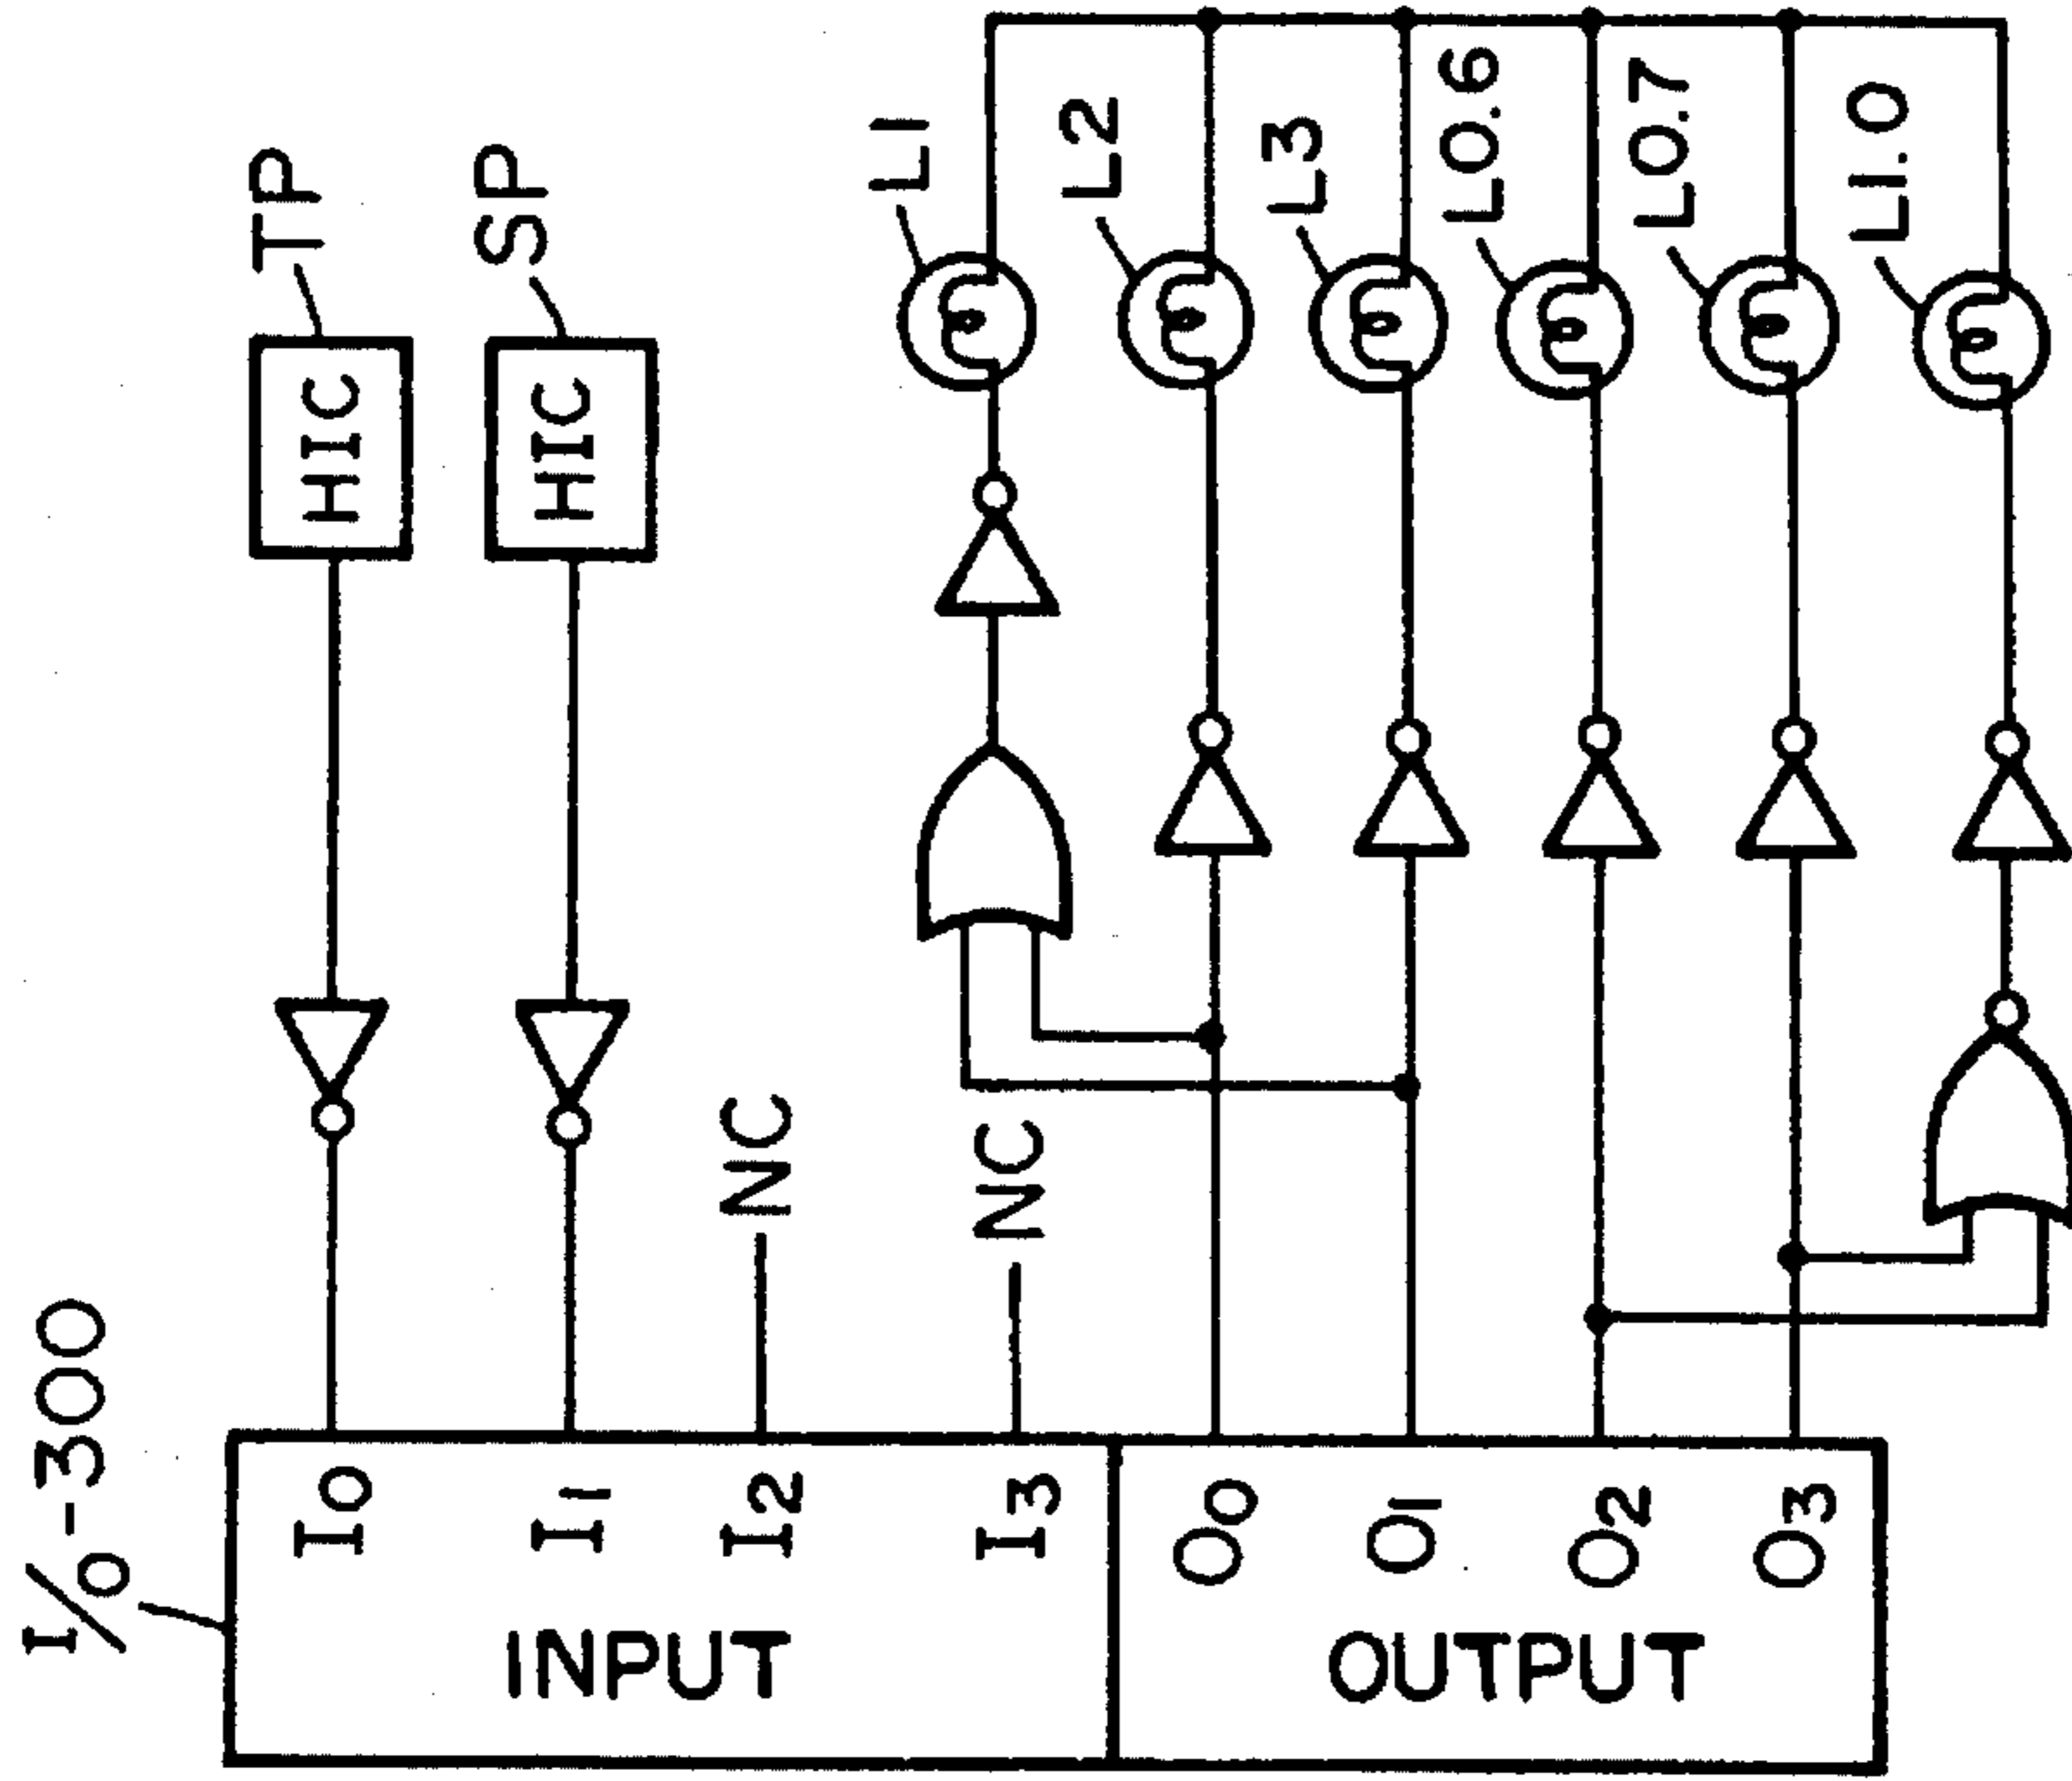 I/O-300
INPUT
I0
I1
I2
I3
OUTPUT
O0
O1
O2
O3
HIC
TP
HIC
SP
NC
NC
L1
L2
L3
L0.6
L0.7
L1.0